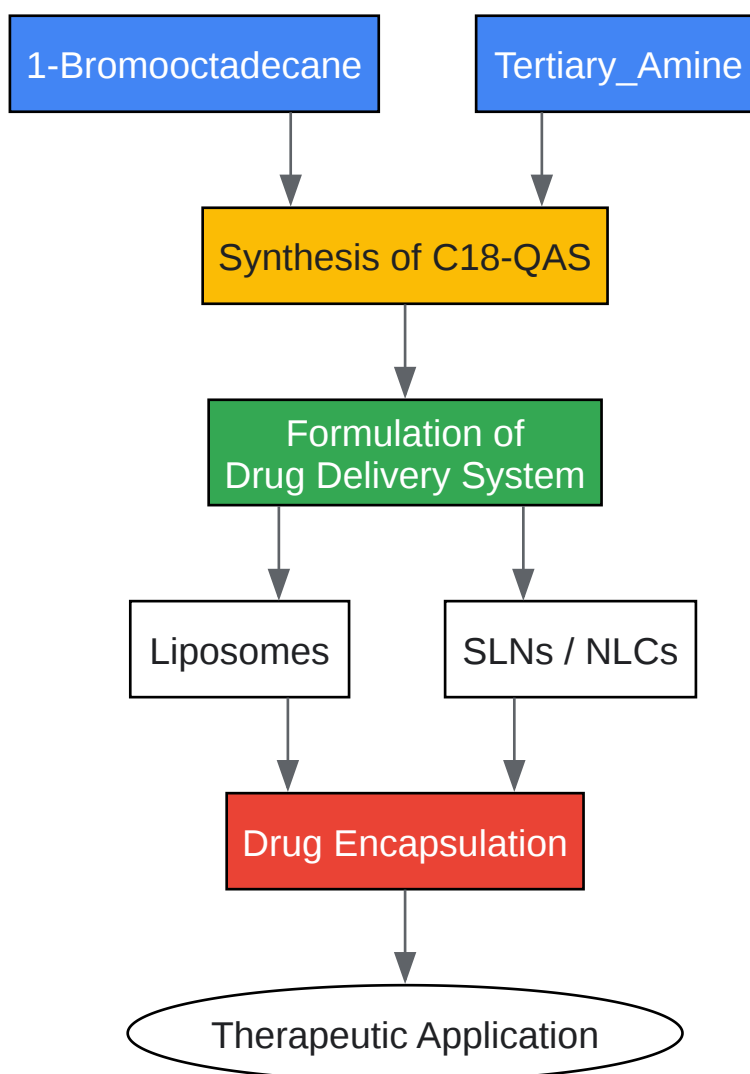 1-Bromooctadecane
Tertiary_Amine
Synthesis of C18-QAS
Formulation of
Drug Delivery System
Liposomes
SLNs / NLCs
Drug Encapsulation
Therapeutic Application